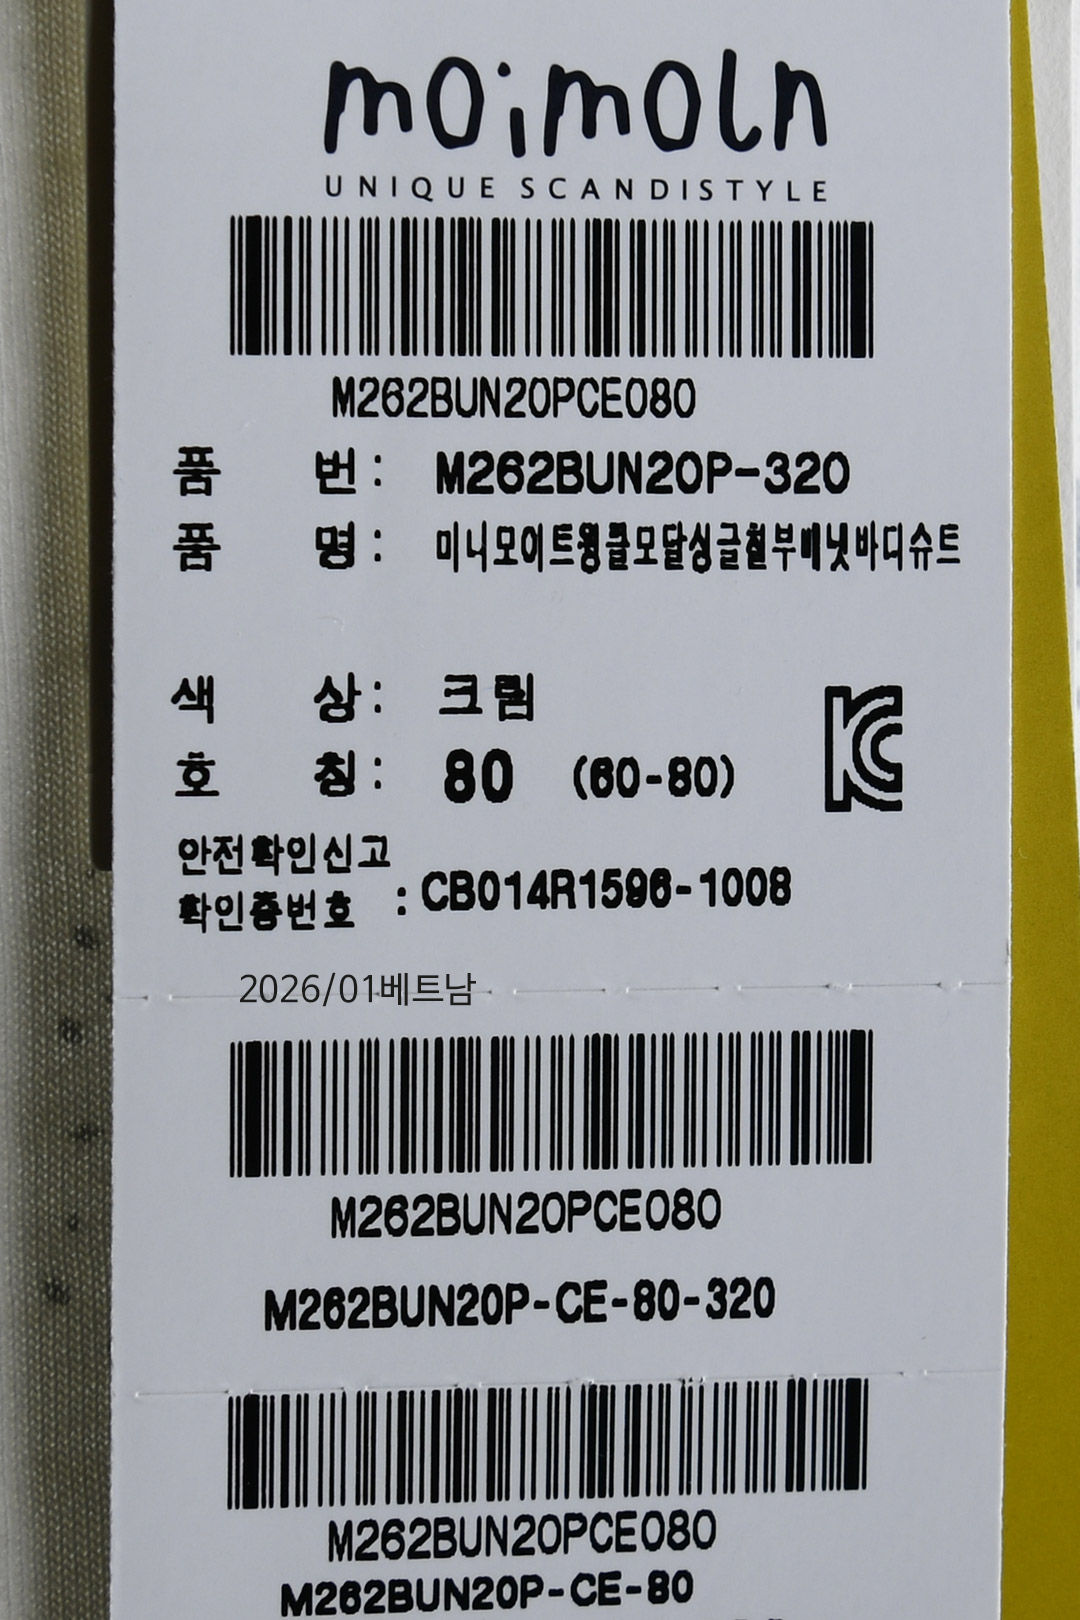 moimoln
UNIQUE SCANDISTYLE
M262BUN20PCE080
품 번 : M262BUN20P-320
품 명 : 미니모이트윙클모달싱글칠부배냇바디슈트
색 상 : 크림
호 칭 : 80 (60-80)
안전확인신고
확인증번호 : CB014R1596-1008
2026/01베트남
M262BUN20PCE080
M262BUN20P-CE-80-320
M262BUN20PCE080
M262BUN20P-CE-80